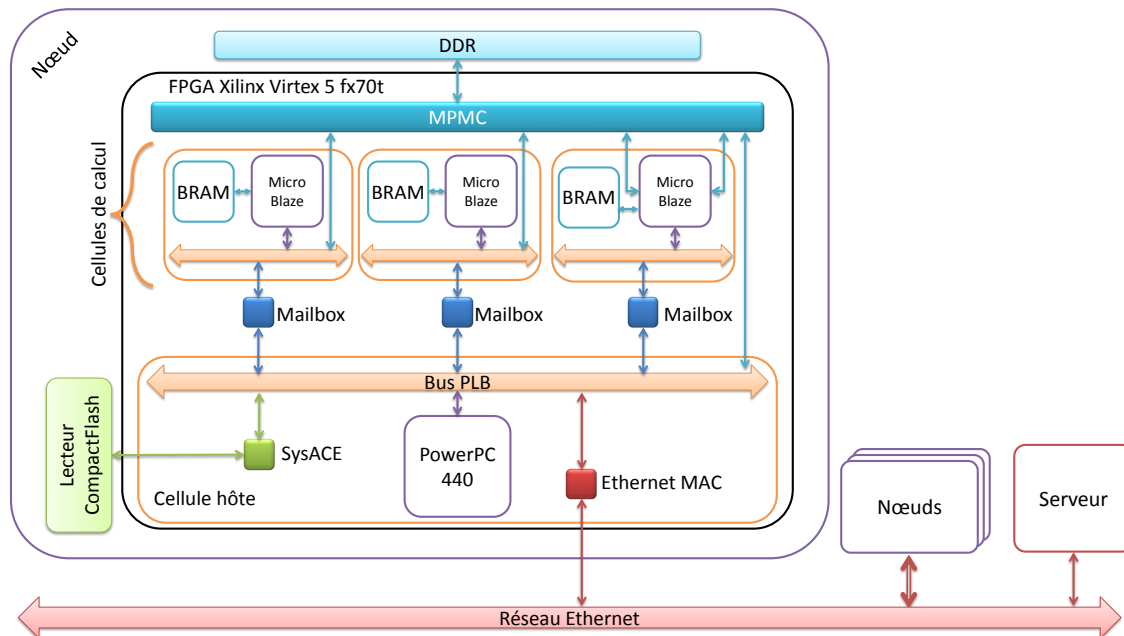 Nœud
DDR
FPGA Xilinx Virtex 5 fx70t
MPMC
Cellules de calcul
BRAM
Micro
Blaze
BRAM
Micro
Blaze
BRAM
Micro
Blaze
Mailbox
Mailbox
Mailbox
Bus PLB
Lecteur
CompactFlash
SysACE
PowerPC
440
Ethernet MAC
Cellule hôte
Nœuds
Serveur
Réseau Ethernet